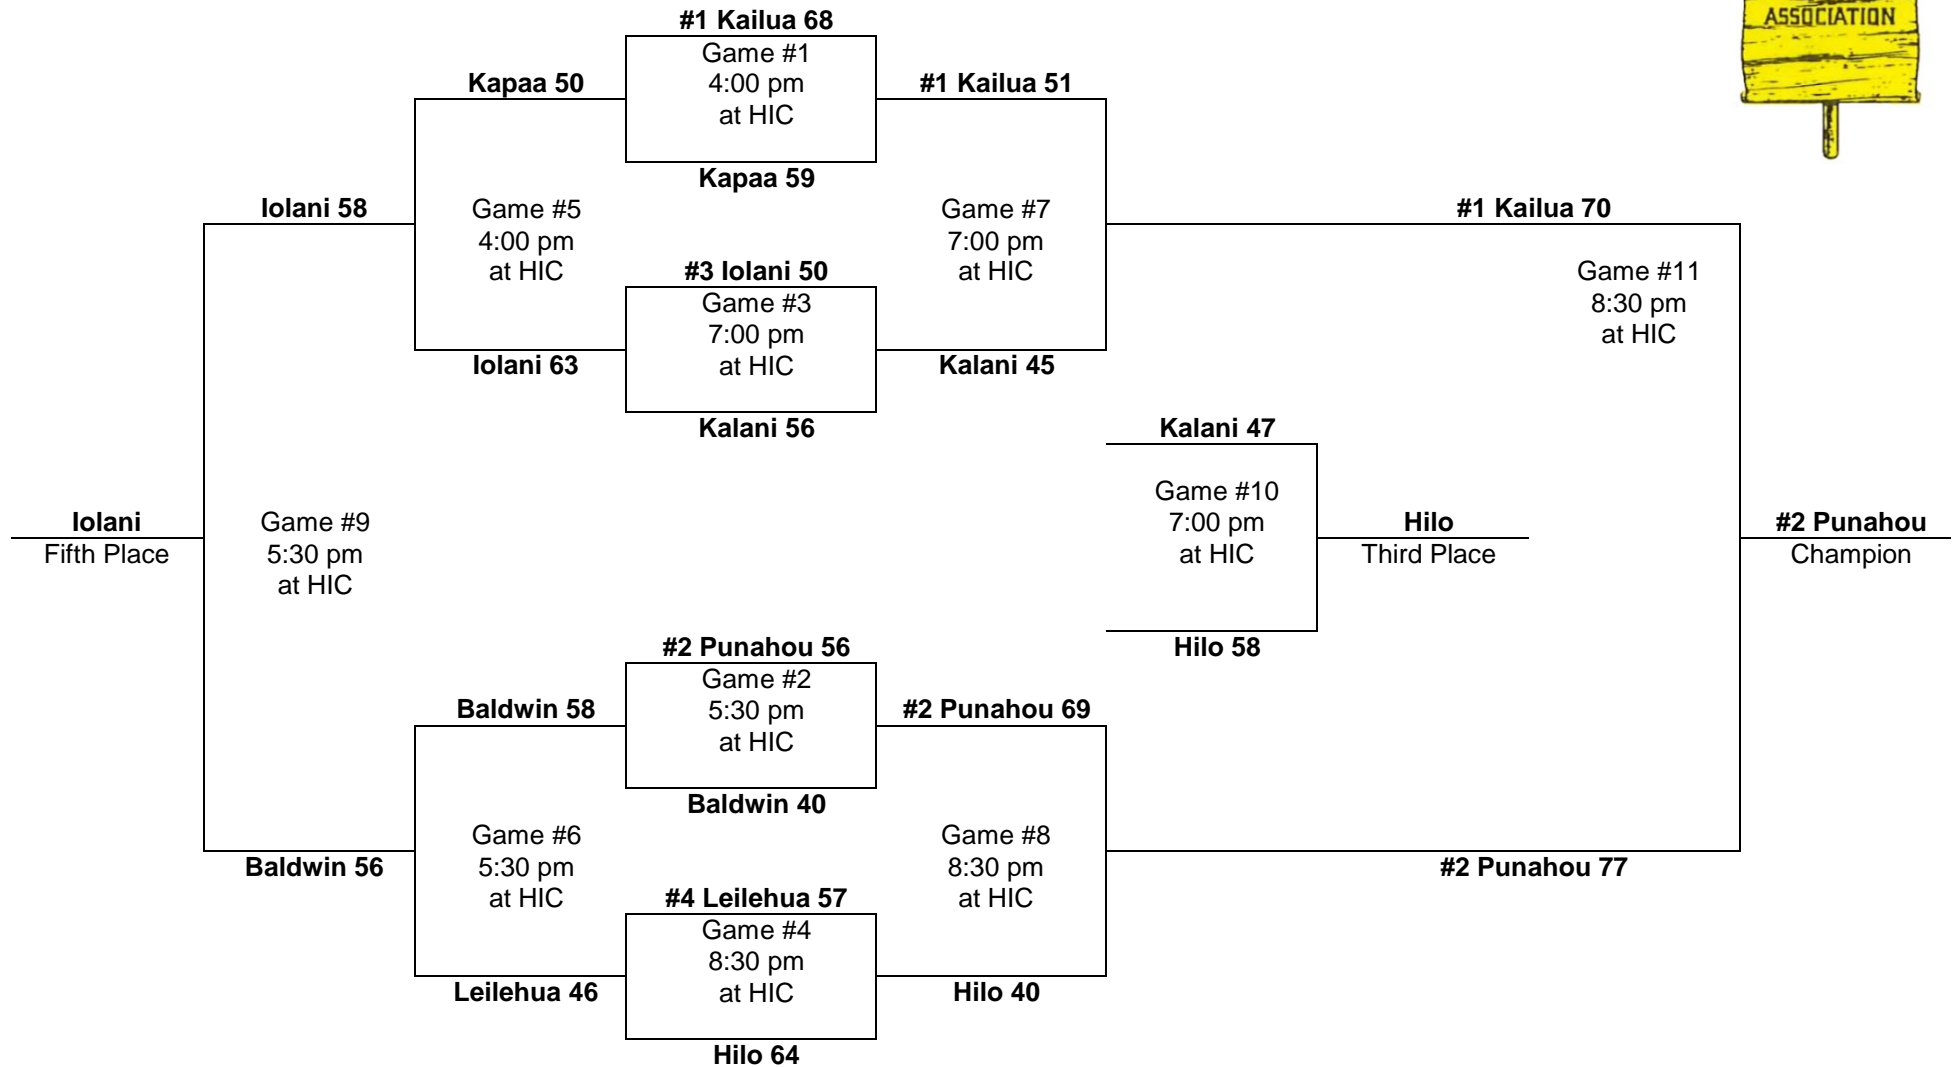 ASSOCIATION
#1 Kailua 68
Game #1
4:00 pm
at HIC
Kapaa 59
Kapaa 50
#1 Kailua 51
Iolani 58
Game #5
4:00 pm
at HIC
Game #7
7:00 pm
at HIC
#1 Kailua 70
#3 Iolani 50
Game #3
7:00 pm
at HIC
Kalani 56
Game #11
8:30 pm
at HIC
Iolani 63
Kalani 45
Kalani 47
Game #10
7:00 pm
at HIC
Hilo 58
Iolani
Fifth Place
Game #9
5:30 pm
at HIC
Hilo
Third Place
#2 Punahou
Champion
#2 Punahou 56
Game #2
5:30 pm
at HIC
Baldwin 40
Baldwin 58
#2 Punahou 69
Baldwin 56
Game #6
5:30 pm
at HIC
Game #8
8:30 pm
at HIC
#2 Punahou 77
#4 Leilehua 57
Game #4
8:30 pm
at HIC
Hilo 64
Leilehua 46
Hilo 40